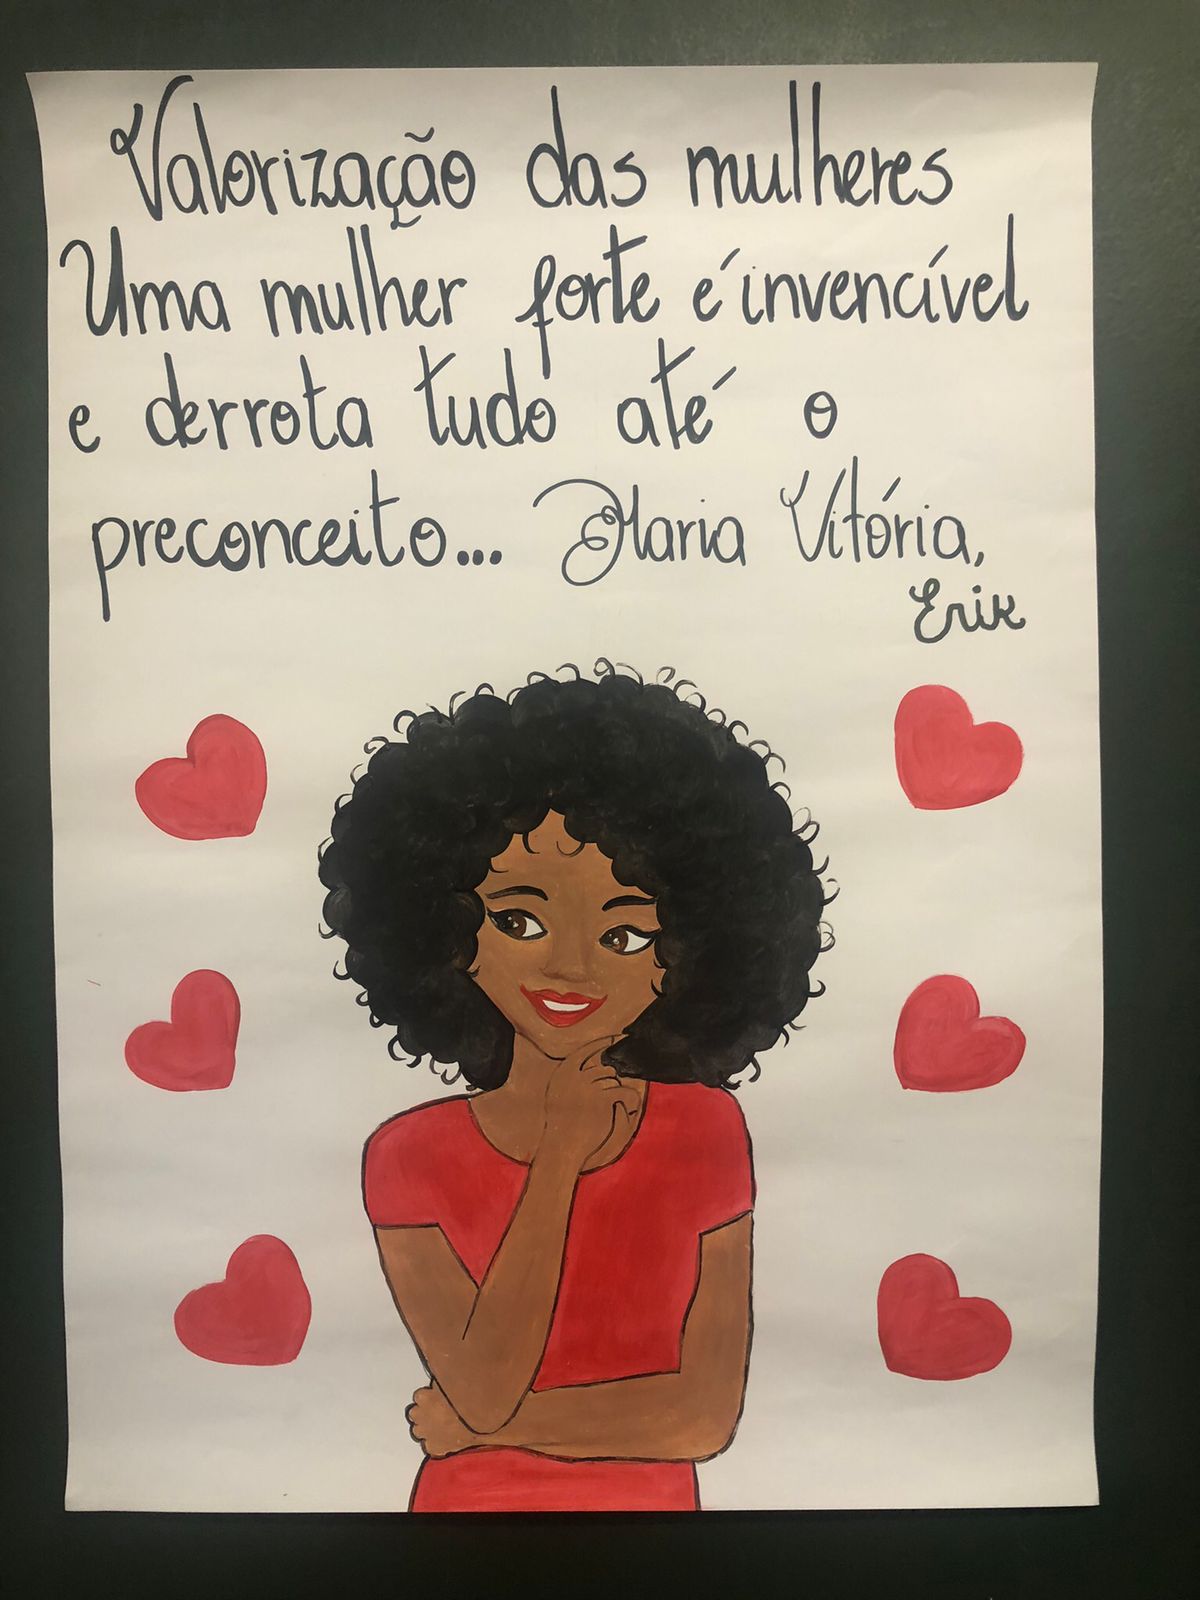 Valorização das mulheres
Uma mulher forte é invencível
e derrota tudo até o
preconceito... Maria Vitória,
Erik